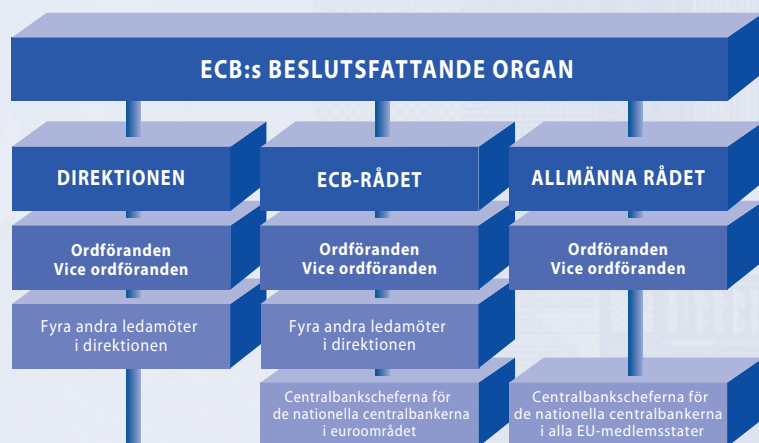 ECB:s BESLUTSFATTANDE ORGAN
DIREKTIONEN
Ordföranden
Vice ordföranden
Fyra andra ledamöter
i direktionen
ECB-RÅDET
Ordföranden
Vice ordföranden
Fyra andra ledamöter
i direktionen
Centralbankscheferna för
de nationella centralbankerna
i euroområdet
ALLMÄNNA RÅDET
Ordföranden
Vice ordföranden
Centralbankscheferna för
de nationella centralbankerna
i alla EU-medlemsstater